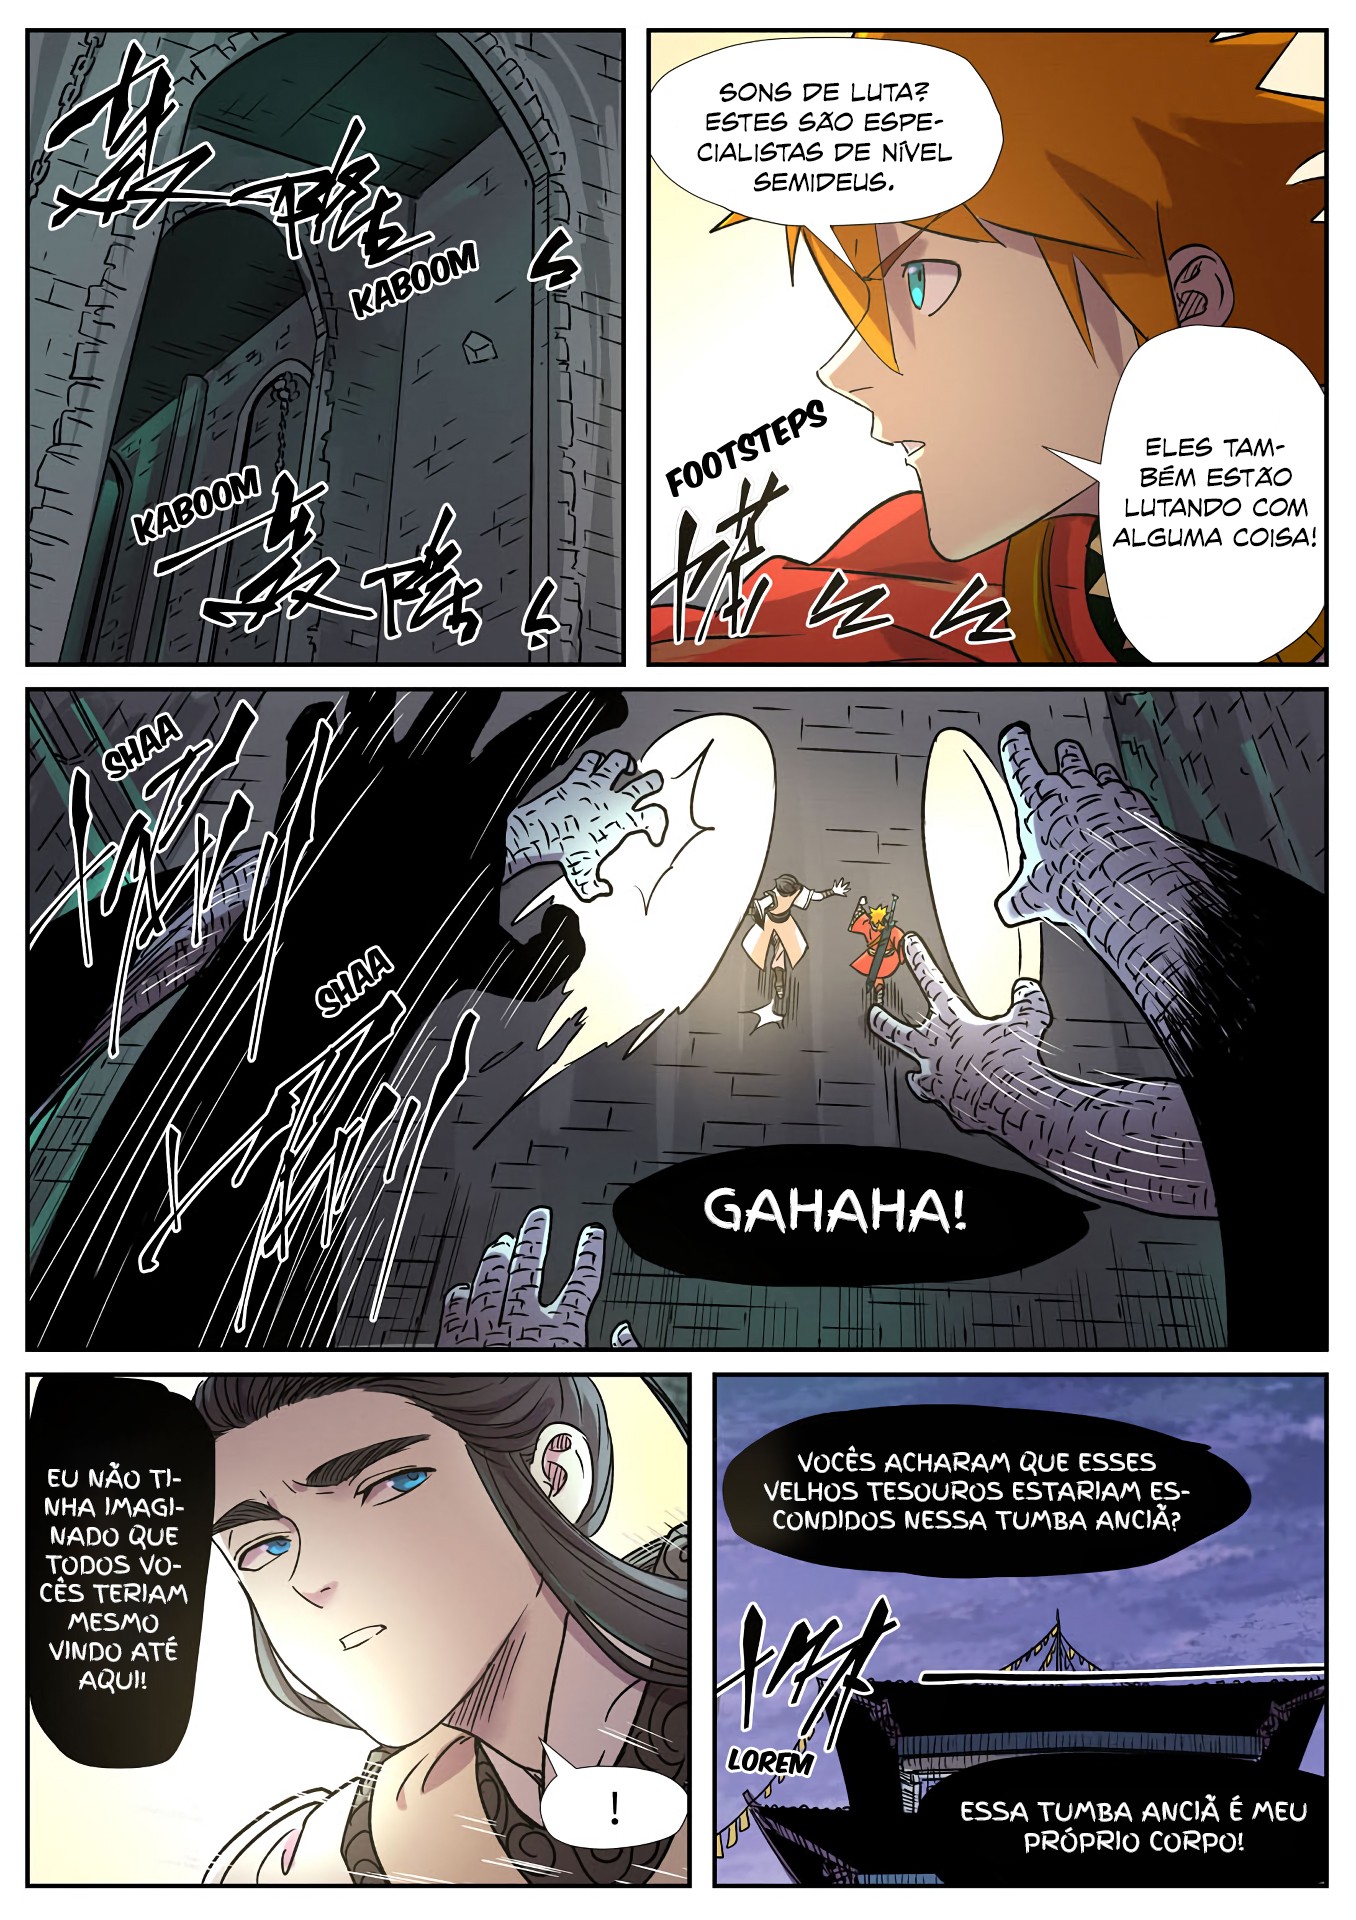 KABOOM
KABOOM
SONS DE LUTA?
ESTES SÃO ESPE-
CIALISTAS DE NÍVEL
SEMIDEUS.
FOOTSTEPS
ELES TAM-
BÉM ESTÃO
LUTANDO COM
ALGUMA COISA!
SHAA
SHAA
GAHAHA!
EU NÃO TI-
NHA IMAGI-
NADO QUE
TODOS VO-
CÊS TERIAM
MESMO
VINDO ATÉ
AQUI!
!
VOCÊS ACHARAM QUE ESSES
VELHOS TESOUROS ESTARIAM ES-
CONDIDOS NESSA TUMBA ANCIÃ?
LOREM
ESSA TUMBA ANCIÃ É MEU
PRÓPRIO CORPO!